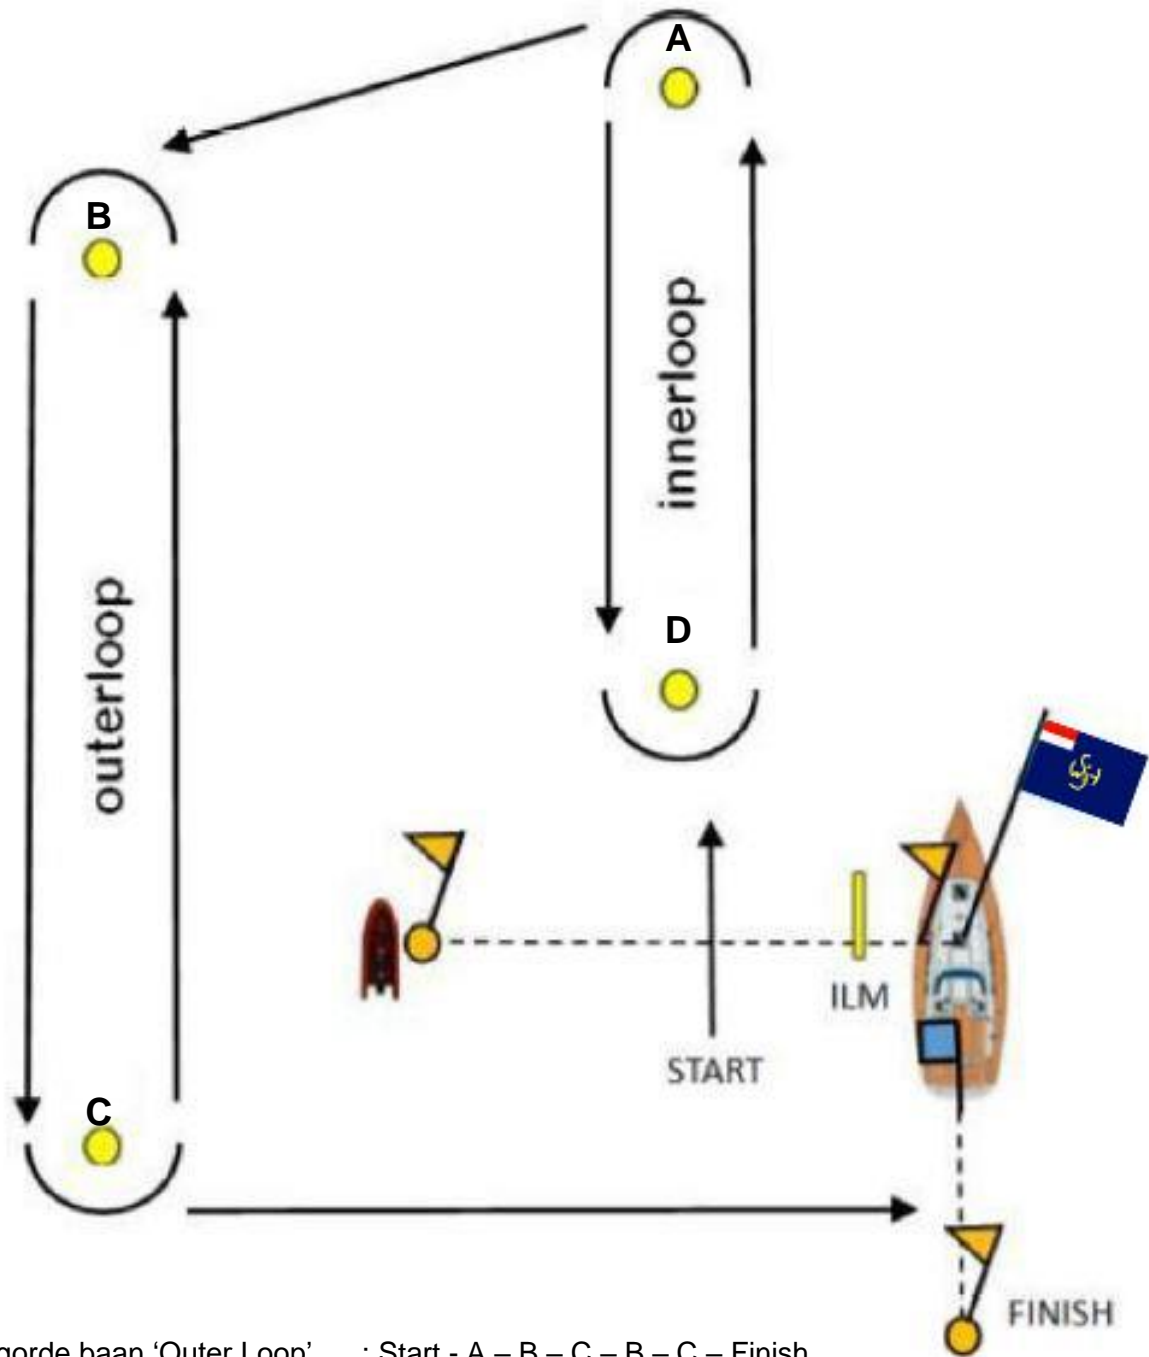 A
B
innerloop
outerloop
D
ILM
START
C
FINISH
gorde baan ‘Outer Loop’ : Start - A – B – C – B – C – Finish